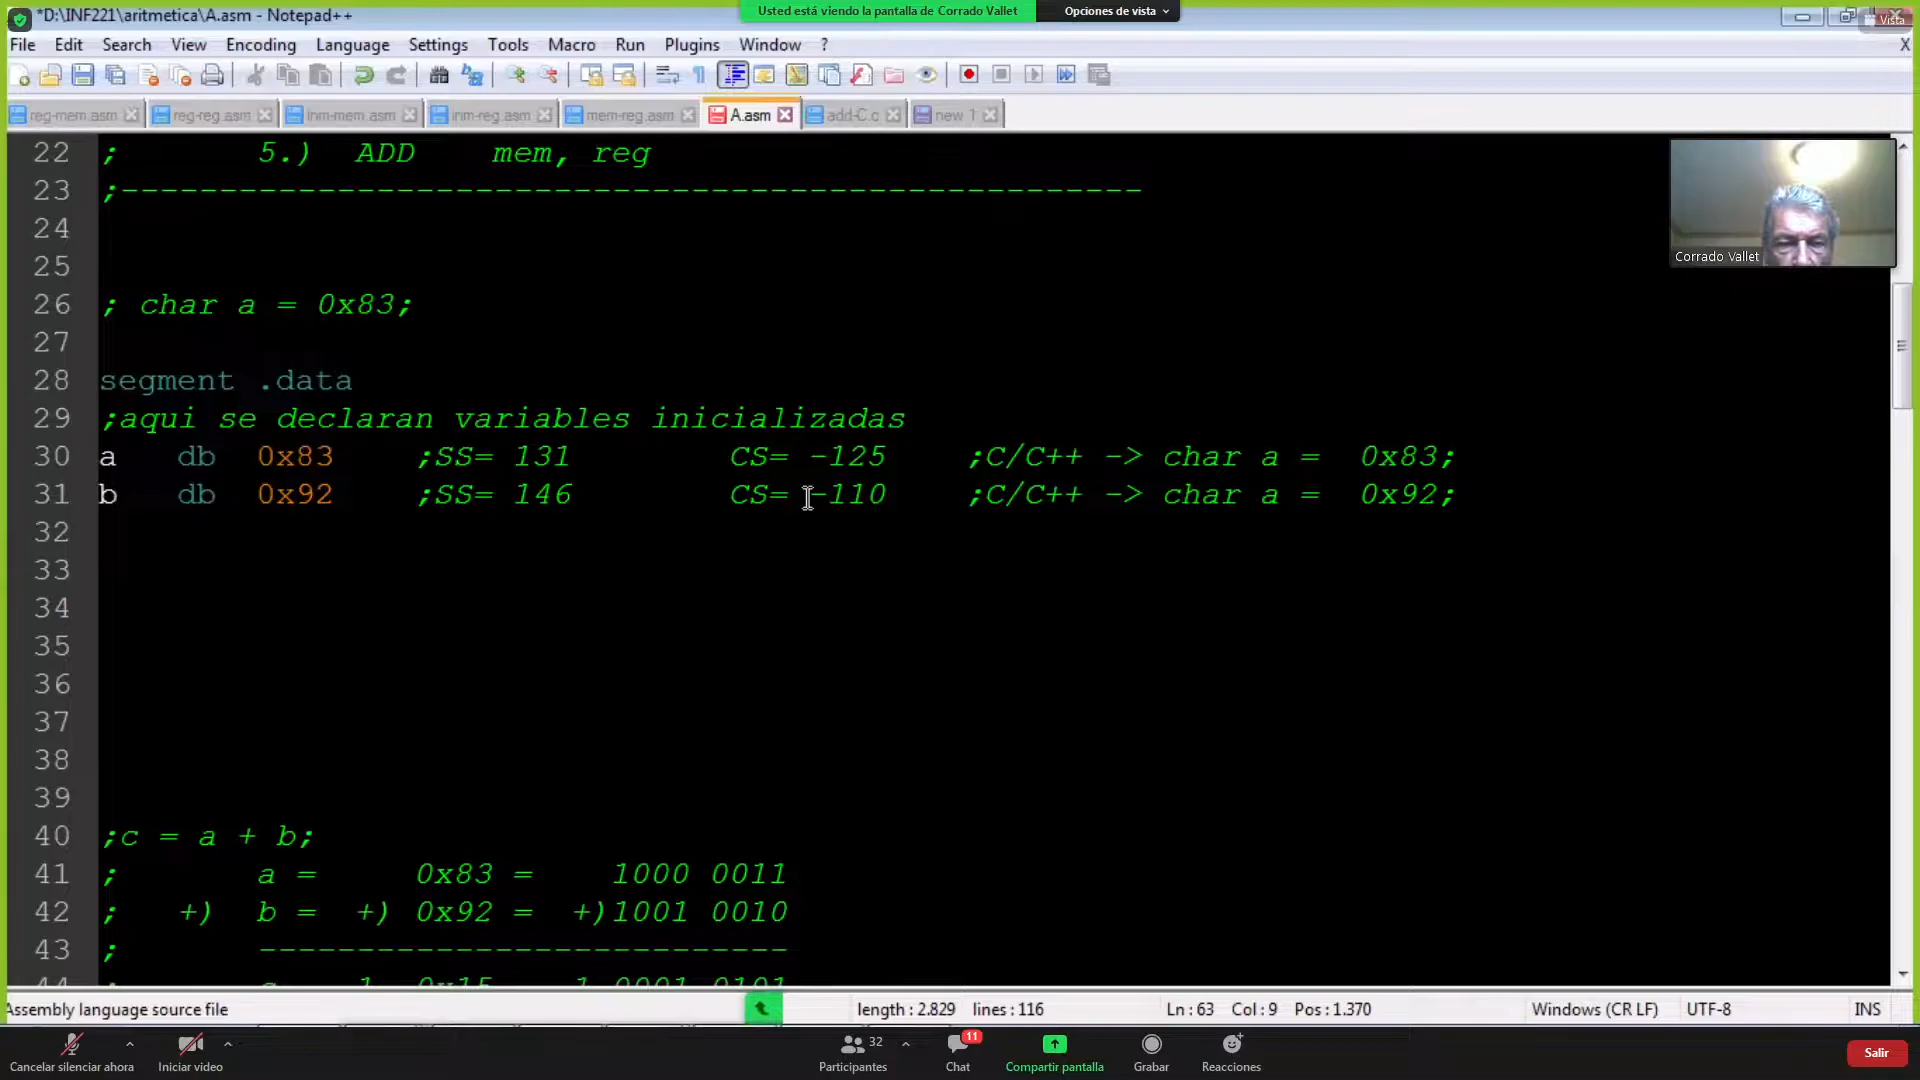 *D:\INF221\aritmetica\A.asm - Notepad++
Usted está viendo la pantalla de Corrado Vallet
Opciones de vista
Vista
File Edit Search View Encoding Language Settings Tools Macro Run Plugins Window ? X
reg-mem.asm reg-reg.asm inm-mem.asm inm-reg.asm mem-reg.asm A.asm add-C.c new 1
22 ; 5.) ADD mem, reg
23 ;----------------------------------------------------
24
25
26 ; char a = 0x83;
27
28 segment .data
29 ;aqui se declaran variables inicializadas
30 a db 0x83 ;SS= 131 CS= -125 ;C/C++ -> char a = 0x83;
31 b db 0x92 ;SS= 146 CS= -110 ;C/C++ -> char a = 0x92;
32
33
34
35
36
37
38
39
40 ;c = a + b;
41 ; a = 0x83 = 1000 0011
42 ; +) b = +) 0x92 = +)1001 0010
43 ; ---------------------------
44 ; c 1 0x15 1 0001 0101
Corrado Vallet
Assembly language source file length : 2.829 lines : 116 Ln : 63 Col : 9 Pos : 1.370 Windows (CR LF) UTF-8 INS
Cancelar silenciar ahora Iniciar video Participantes 32 Chat 11 Compartir pantalla Grabar Reacciones Salir